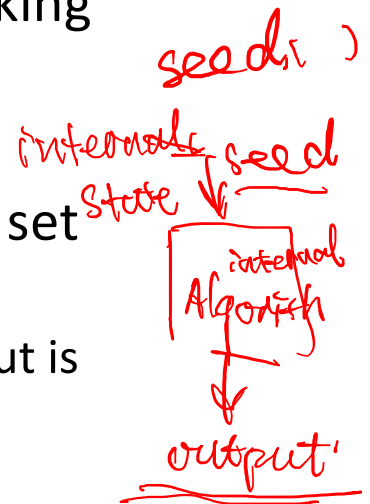 king
seed( )
internal seed
state
set
internal
Algorith
ut is
output